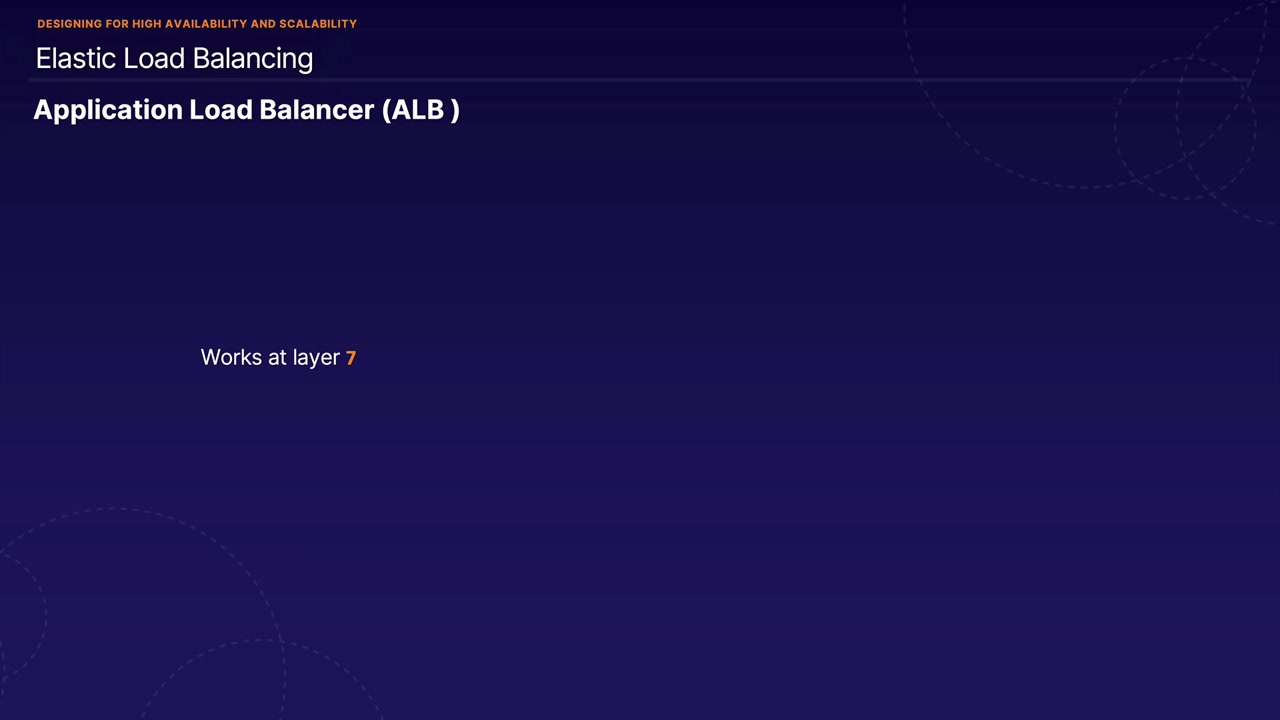 DESIGNING FOR HIGH AVAILABILITY AND SCALABILITY
Elastic Load Balancing
Application Load Balancer (ALB )
Works at layer 7